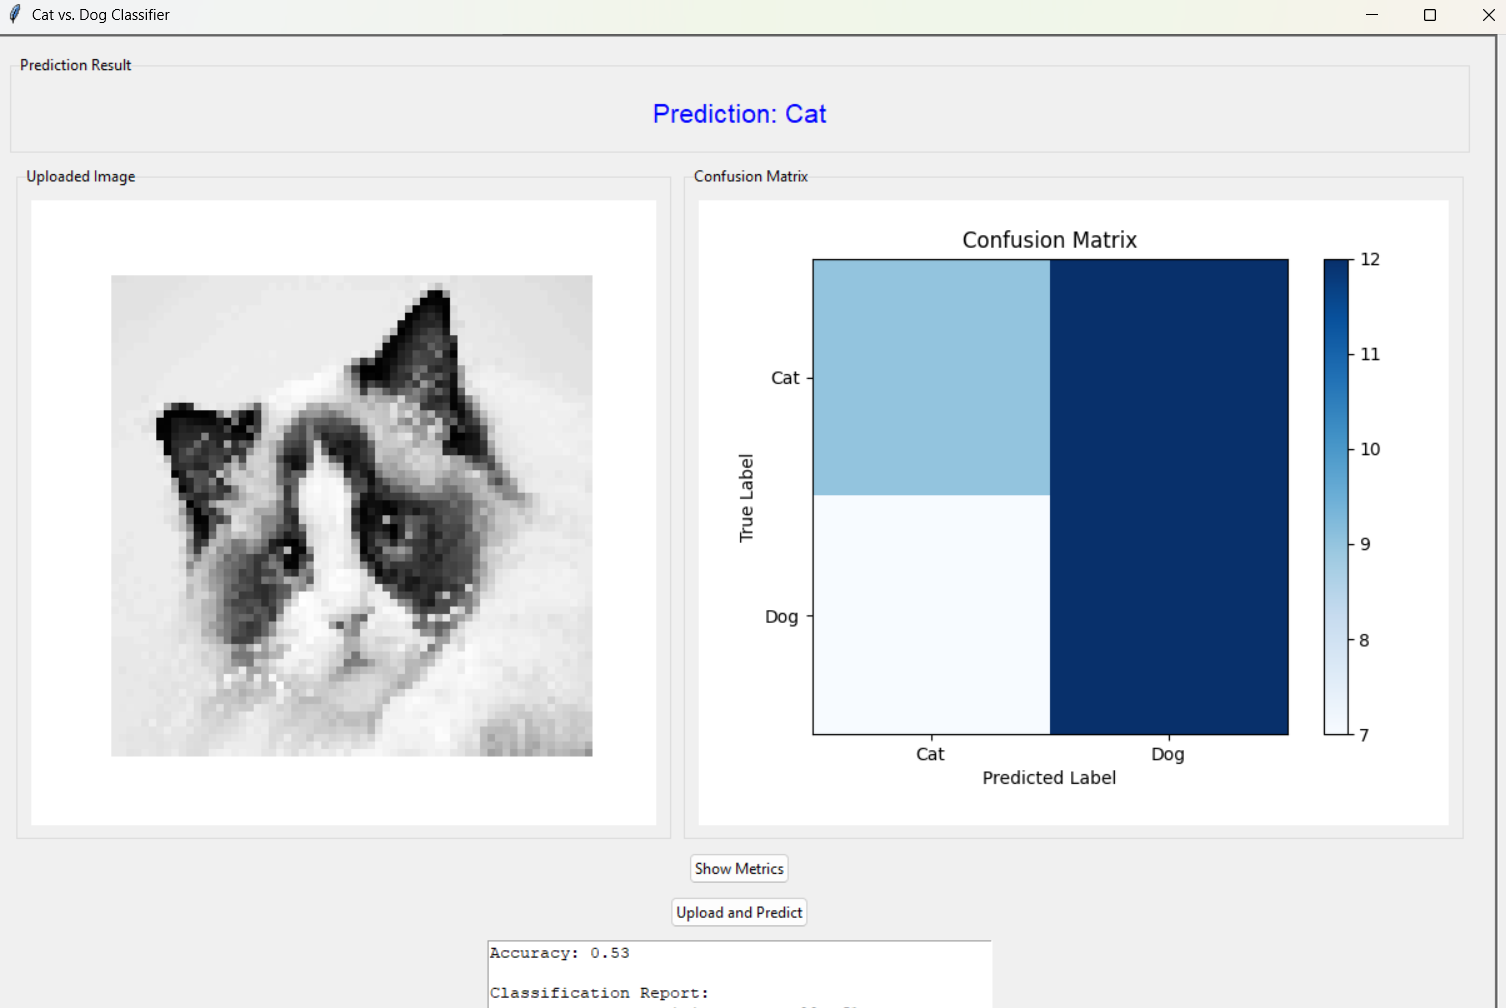 Cat vs. Dog Classifier
Prediction Result
Prediction: Cat
Uploaded Image
Confusion Matrix
Confusion Matrix
12
11
10
9
8
7
Cat
Dog
True Label
Cat Dog
Predicted Label
Show Metrics
Upload and Predict
Accuracy: 0.53
Classification Report: